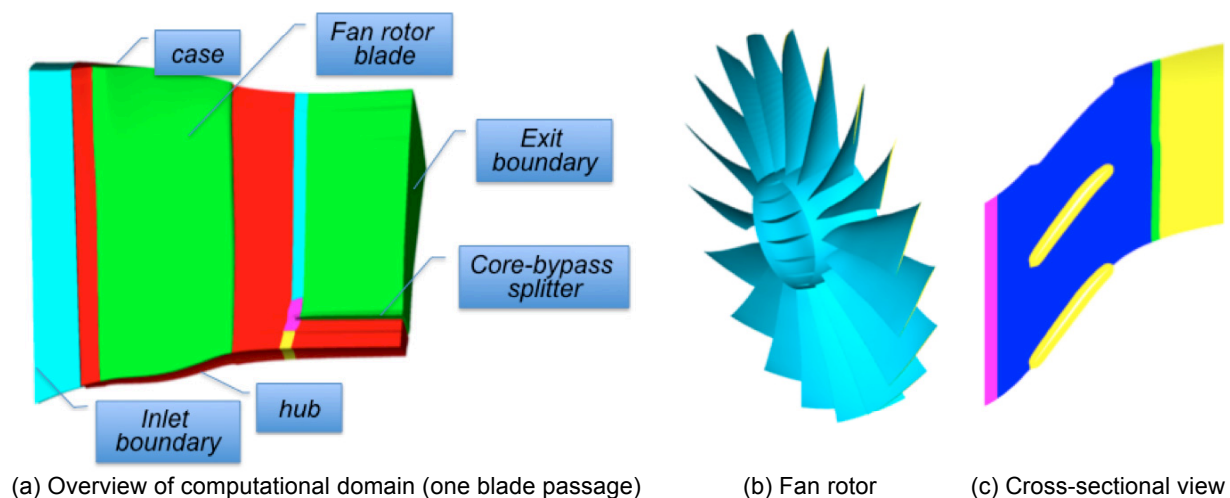 case
Fan rotor
blade
Exit
boundary
Core-bypass
splitter
hub
Inlet
boundary
(a) Overview of computational domain (one blade passage)
(b) Fan rotor
(c) Cross-sectional view